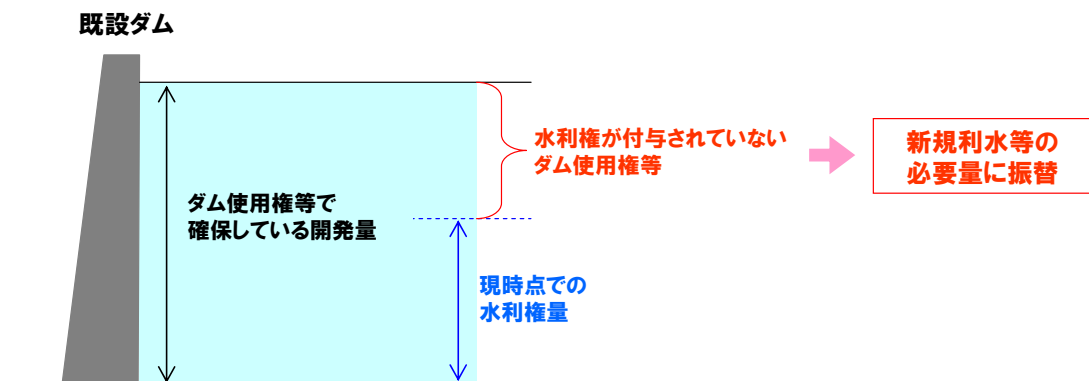 既設ダム
水利権が付与されていない
ダム使用権等
新規利水等の
必要量に振替
ダム使用権等で
確保している開発量
現時点での
水利権量